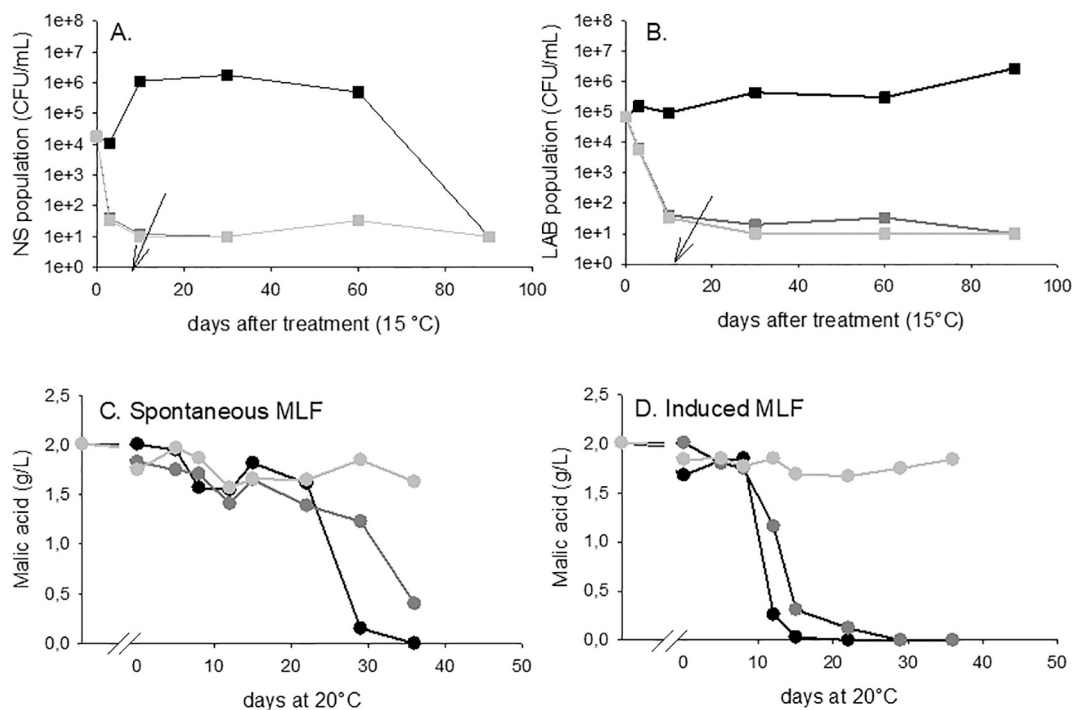 A.
1e+8
1e+7
1e+6
1e+5
1e+4
1e+3
1e+2
1e+1
1e+0
NS population (CFU/mL)
0 20 40 60 80 100
days after treatment (15 °C)
B.
1e+8
1e+7
1e+6
1e+5
1e+4
1e+3
1e+2
1e+1
1e+0
LAB population (CFU/mL)
0 20 40 60 80 100
days after treatment (15°C)
C. Spontaneous MLF
2,5
2,0
1,5
1,0
0,5
0,0
Malic acid (g/L)
0 10 20 30 40 50
days at 20°C
D. Induced MLF
2,5
2,0
1,5
1,0
0,5
0,0
Malic acid (g/L)
0 10 20 30 40 50
days at 20°C